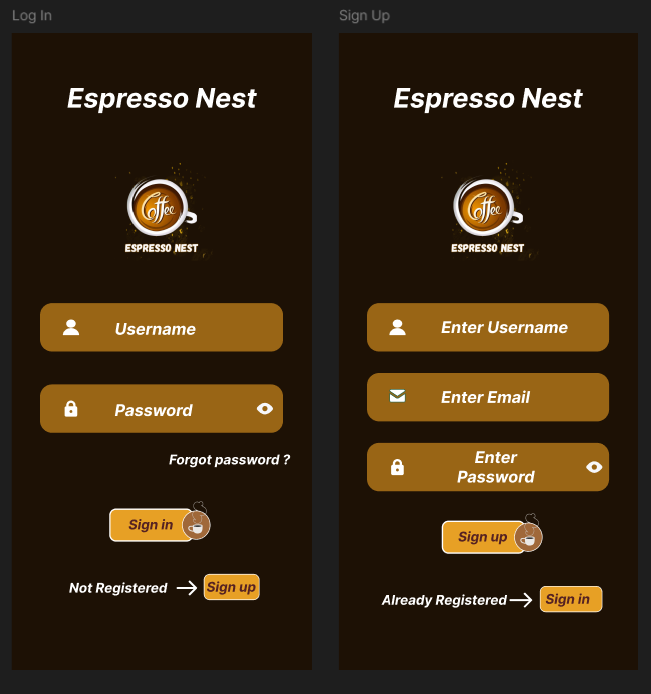 Log In
Espresso Nest
Coffee
ESPRESSO NEST
Username
Password
Forgot password ?
Sign in
Not Registered
Sign up
Sign Up
Espresso Nest
Coffee
ESPRESSO NEST
Enter Username
Enter Email
Enter
Password
Sign up
Already Registered
Sign in